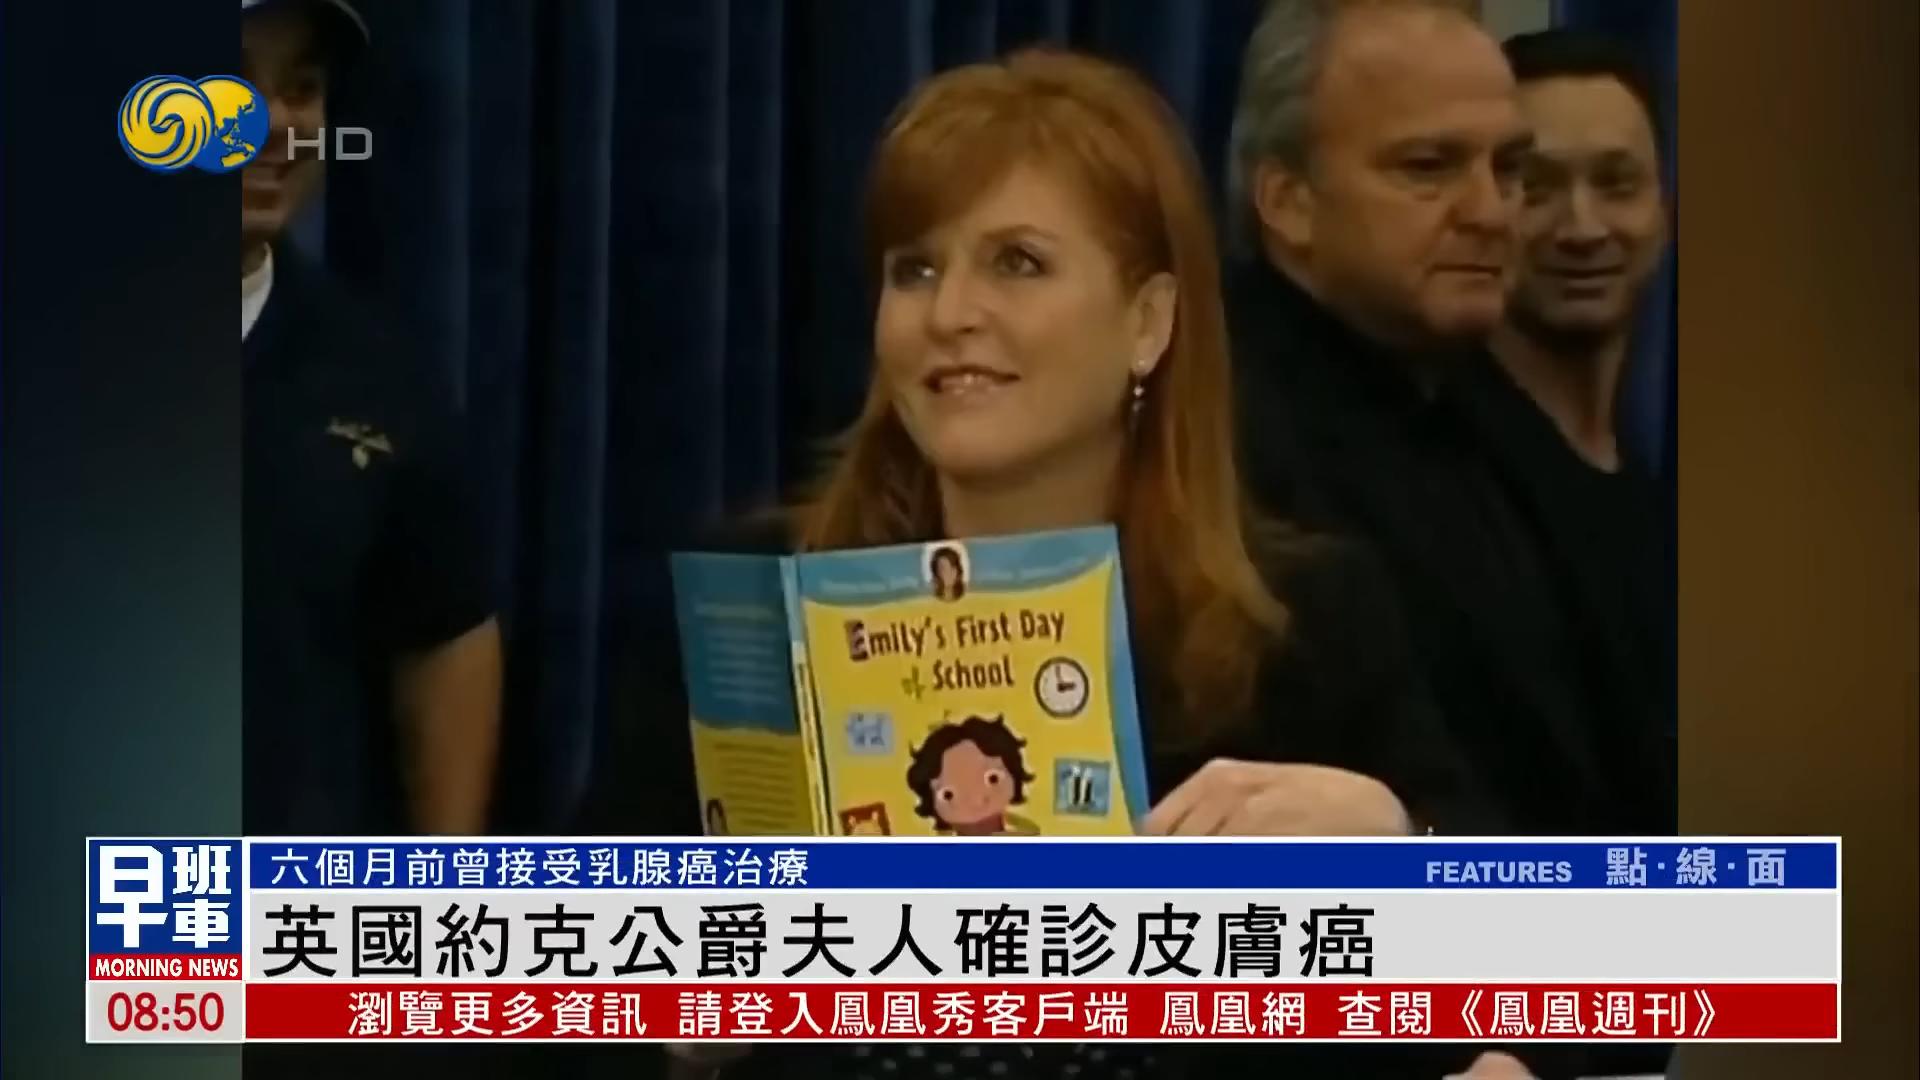 HD
Emily's First Day
of School
六個月前曾接受乳腺癌治療
FEATURES 點·線·面
早班車
英國約克公爵夫人確診皮膚癌
MORNING NEWS
08:50
瀏覽更多資訊 請登入鳳凰秀客戶端 鳳凰網 查閱《鳳凰週刊》